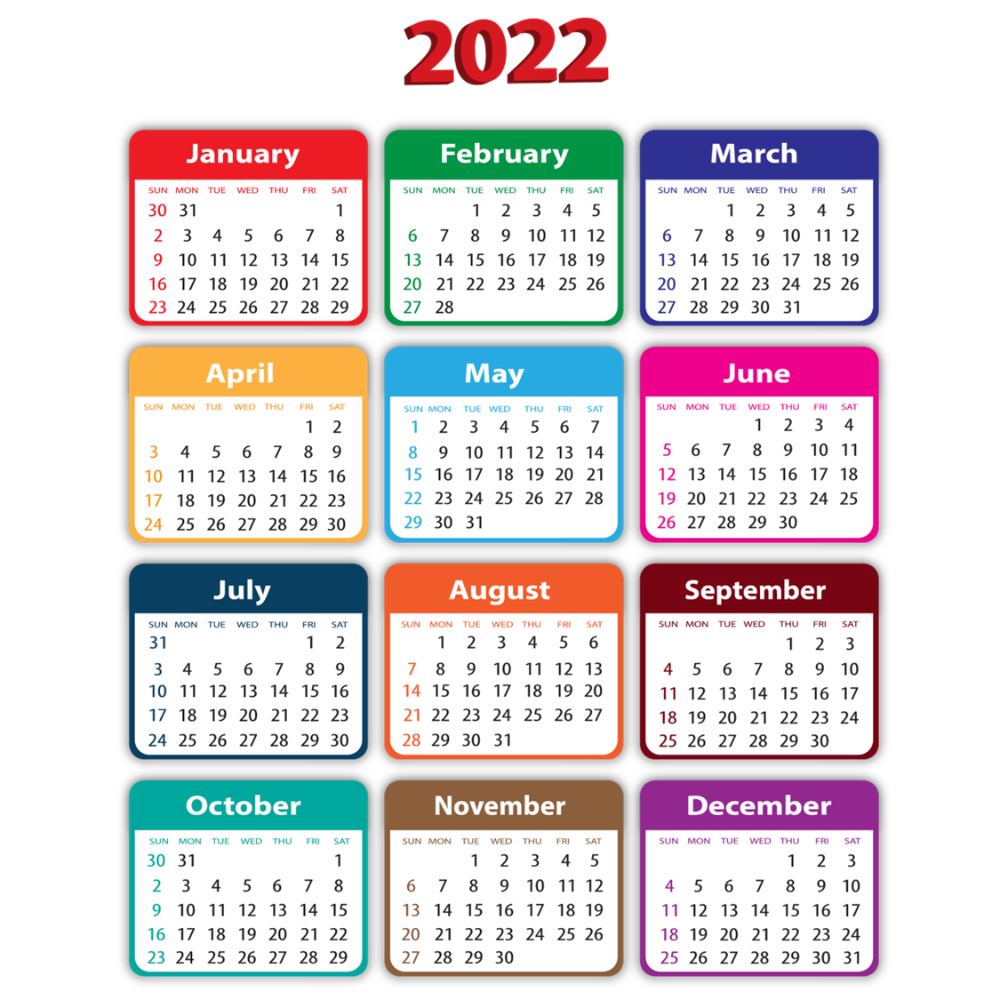 2022
January
SUN MON TUE WED THU FRI SAT
30 31 1
2 3 4 5 6 7 8
9 10 11 12 13 14 15
16 17 18 19 20 21 22
23 24 25 26 27 28 29
February
SUN MON TUE WED THU FRI SAT
1 2 3 4 5
6 7 8 9 10 11 12
13 14 15 16 17 18 19
20 21 22 23 24 25 26
27 28
March
SUN MON TUE WED THU FRI SAT
1 2 3 4 5
6 7 8 9 10 11 12
13 14 15 16 17 18 19
20 21 22 23 24 25 26
27 28 29 30 31
April
SUN MON TUE WED THU FRI SAT
1 2
3 4 5 6 7 8 9
10 11 12 13 14 15 16
17 18 19 20 21 22 23
24 25 26 27 28 29 30
May
SUN MON TUE WED THU FRI SAT
1 2 3 4 5 6 7
8 9 10 11 12 13 14
15 16 17 18 19 20 21
22 23 24 25 26 27 28
29 30 31
June
SUN MON TUE WED THU FRI SAT
1 2 3 4
5 6 7 8 9 10 11
12 13 14 15 16 17 18
19 20 21 22 23 24 25
26 27 28 29 30
July
SUN MON TUE WED THU FRI SAT
31 1 2
3 4 5 6 7 8 9
10 11 12 13 14 15 16
17 18 19 20 21 22 23
24 25 26 27 28 29 30
August
SUN MON TUE WED THU FRI SAT
1 2 3 4 5 6
7 8 9 10 11 12 13
14 15 16 17 18 19 20
21 22 23 24 25 26 27
28 29 30 31
September
SUN MON TUE WED THU FRI SAT
1 2 3
4 5 6 7 8 9 10
11 12 13 14 15 16 17
18 19 20 21 22 23 24
25 26 27 28 29 30
October
SUN MON TUE WED THU FRI SAT
30 31 1
2 3 4 5 6 7 8
9 10 11 12 13 14 15
16 17 18 19 20 21 22
23 24 25 26 27 28 29
November
SUN MON TUE WED THU FRI SAT
1 2 3 4 5
6 7 8 9 10 11 12
13 14 15 16 17 18 19
20 21 22 23 24 25 26
27 28 29 30
December
SUN MON TUE WED THU FRI SAT
1 2 3
4 5 6 7 8 9 10
11 12 13 14 15 16 17
18 19 20 21 22 23 24
25 26 27 28 29 30 31